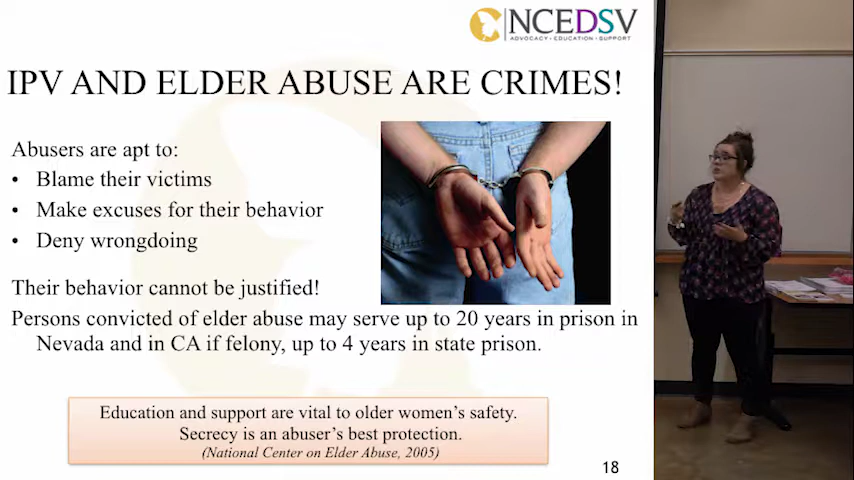 NCEDSV
ADVOCACY • EDUCATION • SUPPORT
IPV AND ELDER ABUSE ARE CRIMES!
Abusers are apt to:
• Blame their victims
• Make excuses for their behavior
• Deny wrongdoing
Their behavior cannot be justified!
Persons convicted of elder abuse may serve up to 20 years in prison in
Nevada and in CA if felony, up to 4 years in state prison.
Education and support are vital to older women's safety.
Secrecy is an abuser's best protection.
(National Center on Elder Abuse, 2005)
18